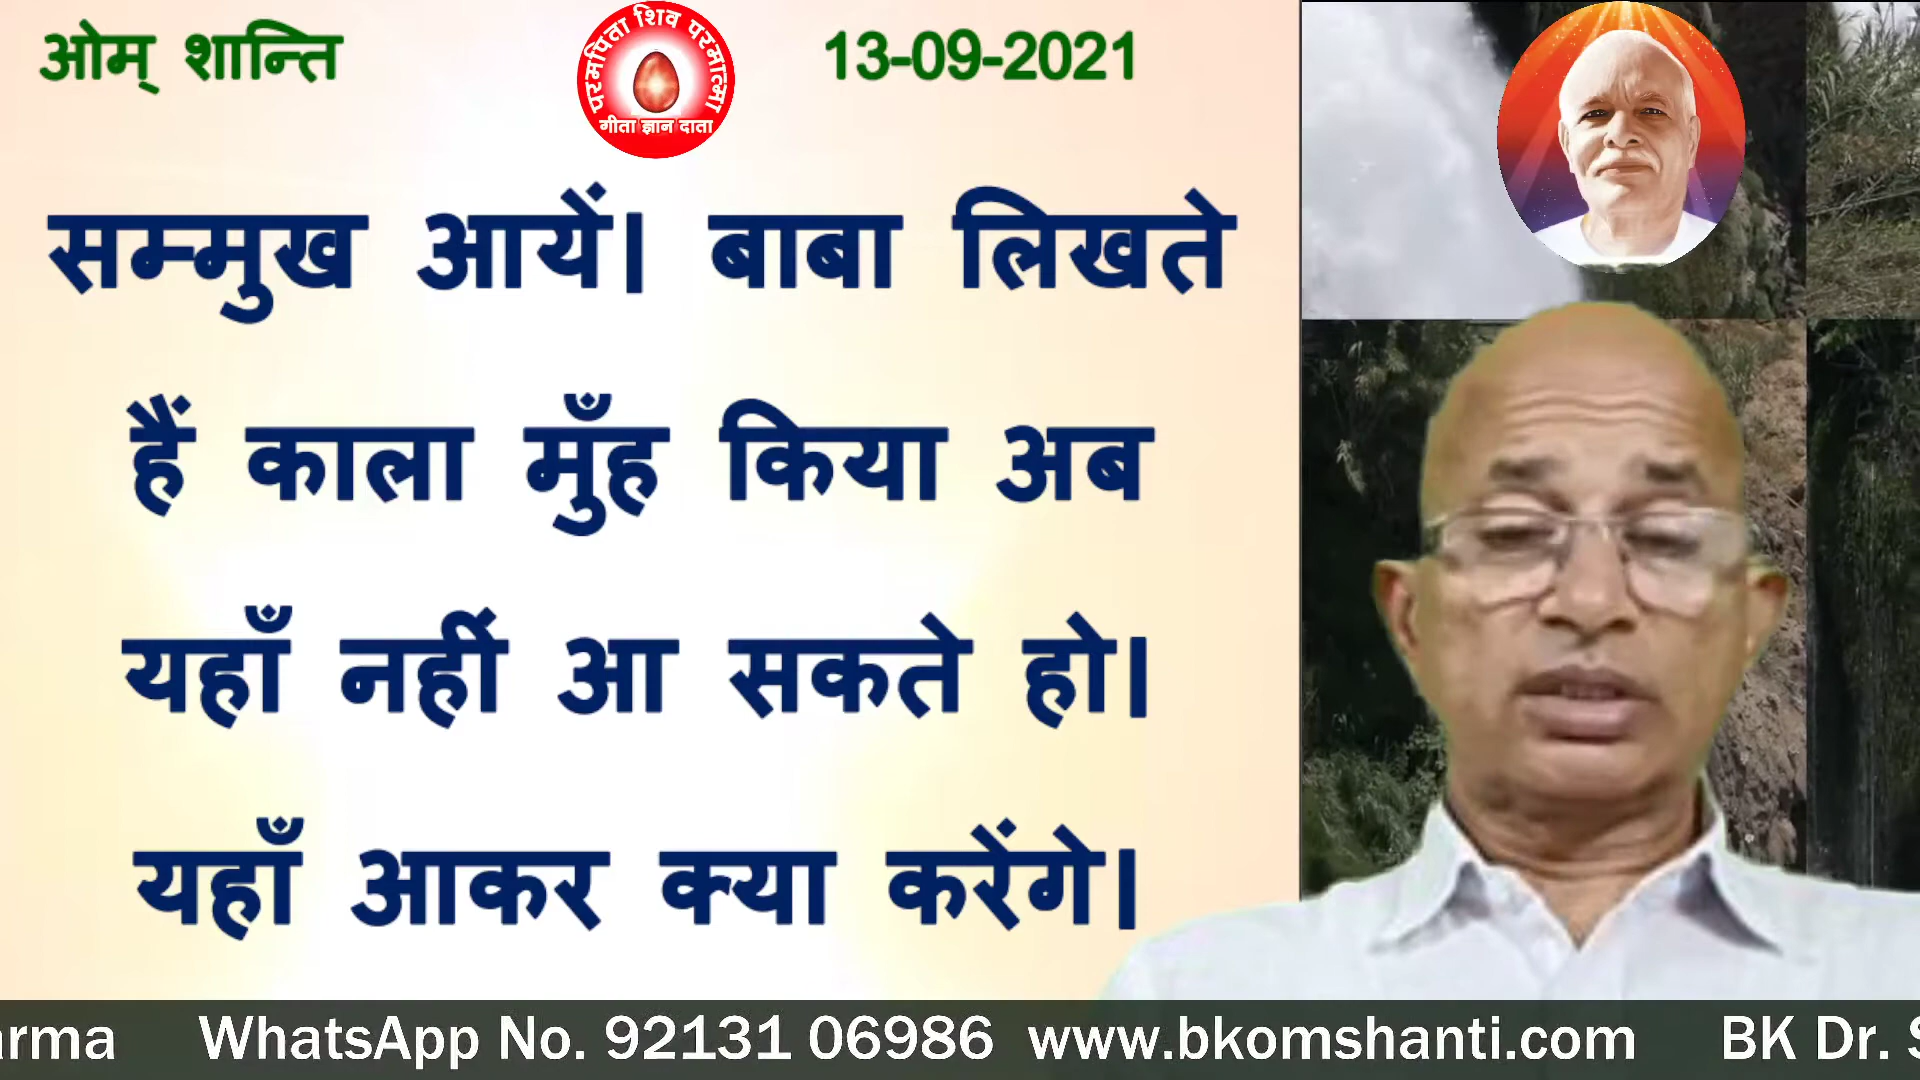 ओम् शान्ति
परमपिता शिव परमात्मा
गीता ज्ञान दाता
13-09-2021
सम्मुख आयें। बाबा लिखते
हैं काला मुँह किया अब
यहाँ नहीं आ सकते हो।
यहाँ आकर क्या करेंगे।
arma WhatsApp No. 92131 06986 www.bkomshanti.com BK Dr. S